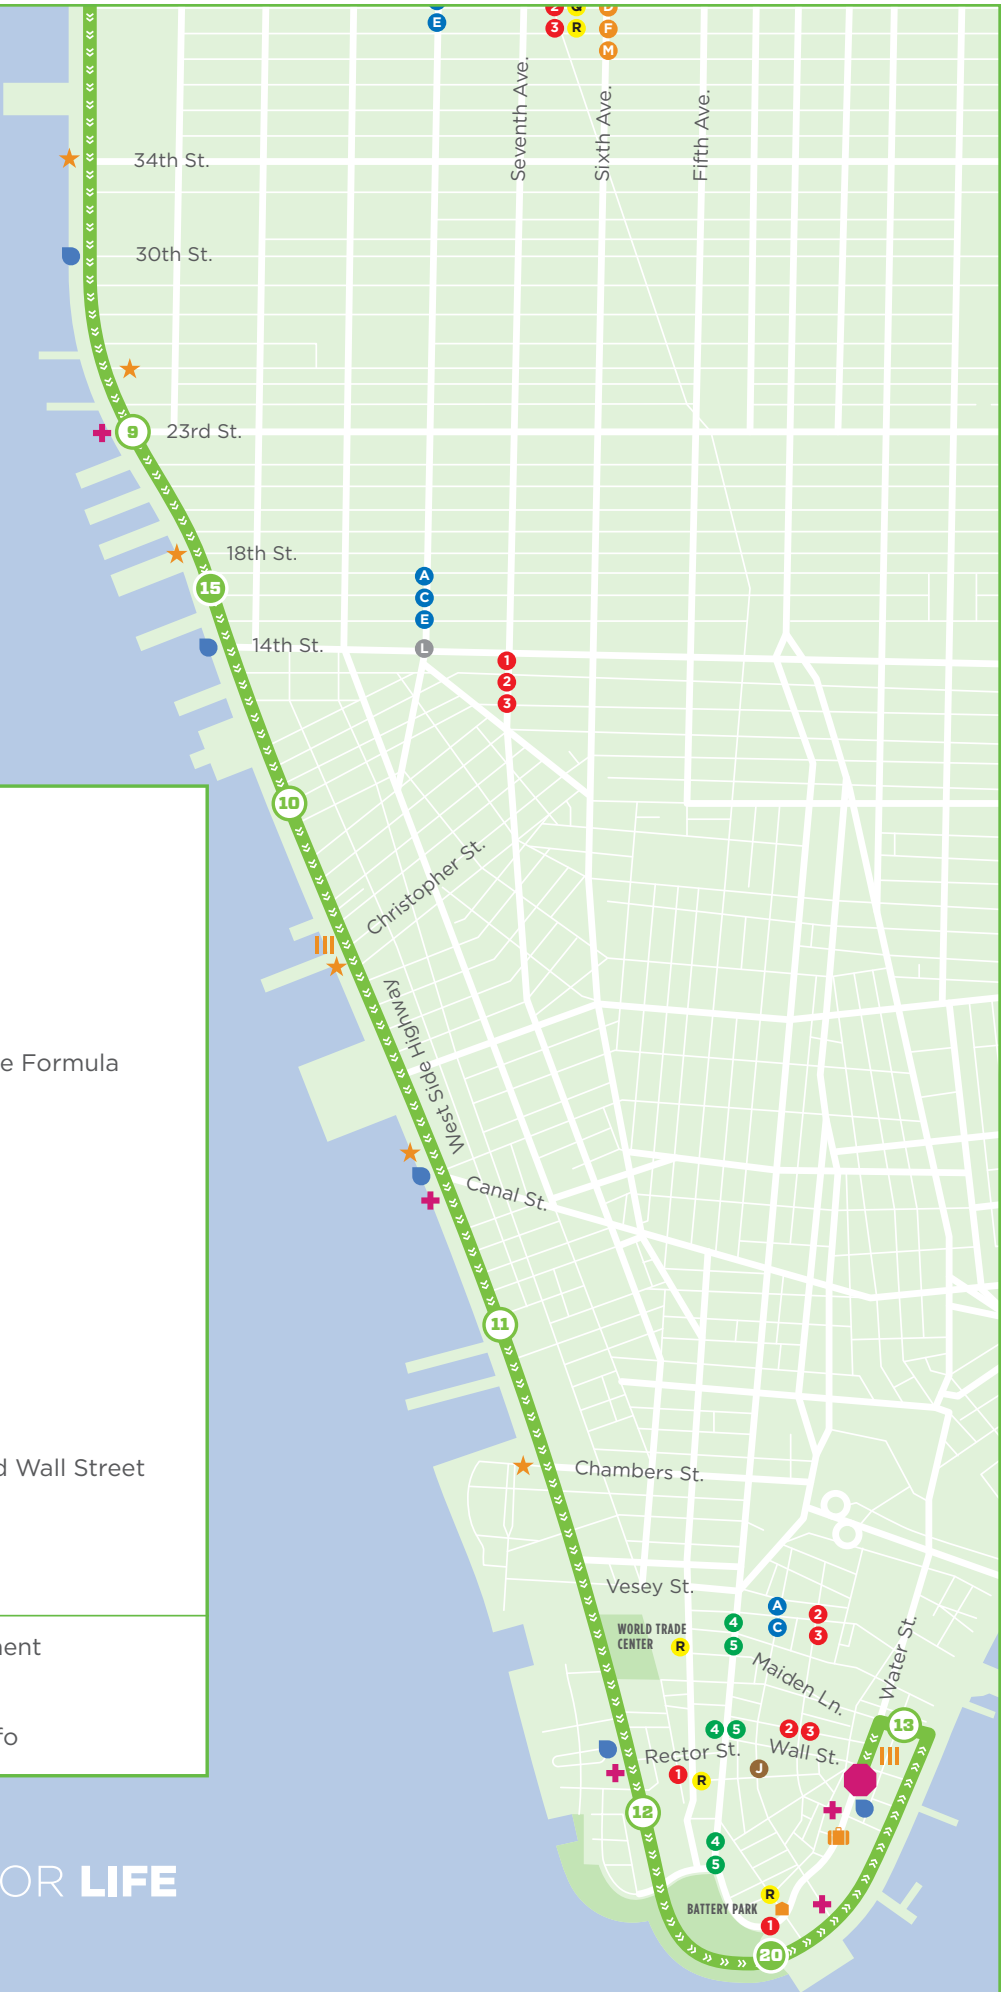 E
2
3
R
F
M
Seventh Ave.
Sixth Ave.
Fifth Ave.
34th St.
30th St.
9
23rd St.
18th St.
15
A
C
E
L
14th St.
1
2
3
10
Christopher St.
West Side Highway
e Formula
Canal St.
11
d Wall Street
Chambers St.
Vesey St.
WORLD TRADE
CENTER
R
4
5
A
C
2
3
Maiden Ln.
Water St.
ent
fo
13
4 5
2 3
Rector St.
Wall St.
1 R
J
12
4
5
OR LIFE
BATTERY PARK
R
1
20